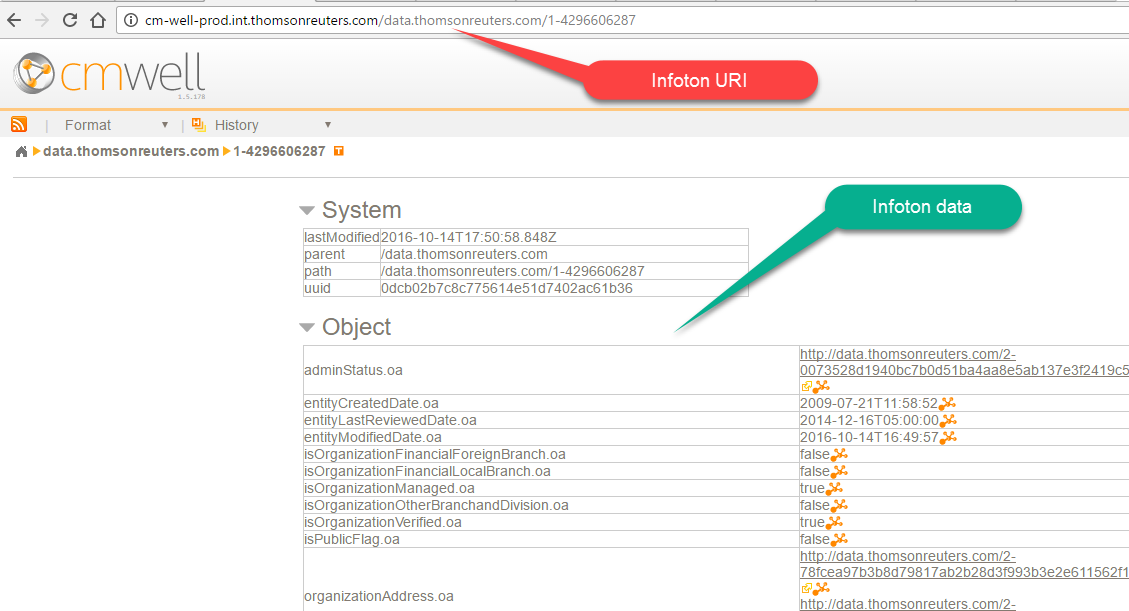 cm-well-prod.int.thomsonreuters.com/data.thomsonreuters.com/1-4296606287
Infoton URI
cmwell
1.5.178
Format
History
data.thomsonreuters.com 1-4296606287 T
Infoton data
System
lastModified 2016-10-14T17:50:58.848Z
parent /data.thomsonreuters.com
path /data.thomsonreuters.com/1-4296606287
uuid 0dcb02b7c8c775614e51d7402ac61b36
Object
adminStatus.oa http://data.thomsonreuters.com/2-
0073528d1940bc7b0d51ba4aa8e5ab137e3f2419c5
entityCreatedDate.oa 2009-07-21T11:58:52
entityLastReviewedDate.oa 2014-12-16T05:00:00
entityModifiedDate.oa 2016-10-14T16:49:57
isOrganizationFinancialForeignBranch.oa false
isOrganizationFinancialLocalBranch.oa false
isOrganizationManaged.oa true
isOrganizationOtherBranchandDivision.oa false
isOrganizationVerified.oa true
isPublicFlag.oa false
http://data.thomsonreuters.com/2-
78fcea97b3b8d79817ab2b28d3f993b3e2e611562f1
organizationAddress.oa
http://data.thomsonreuters.com/2-